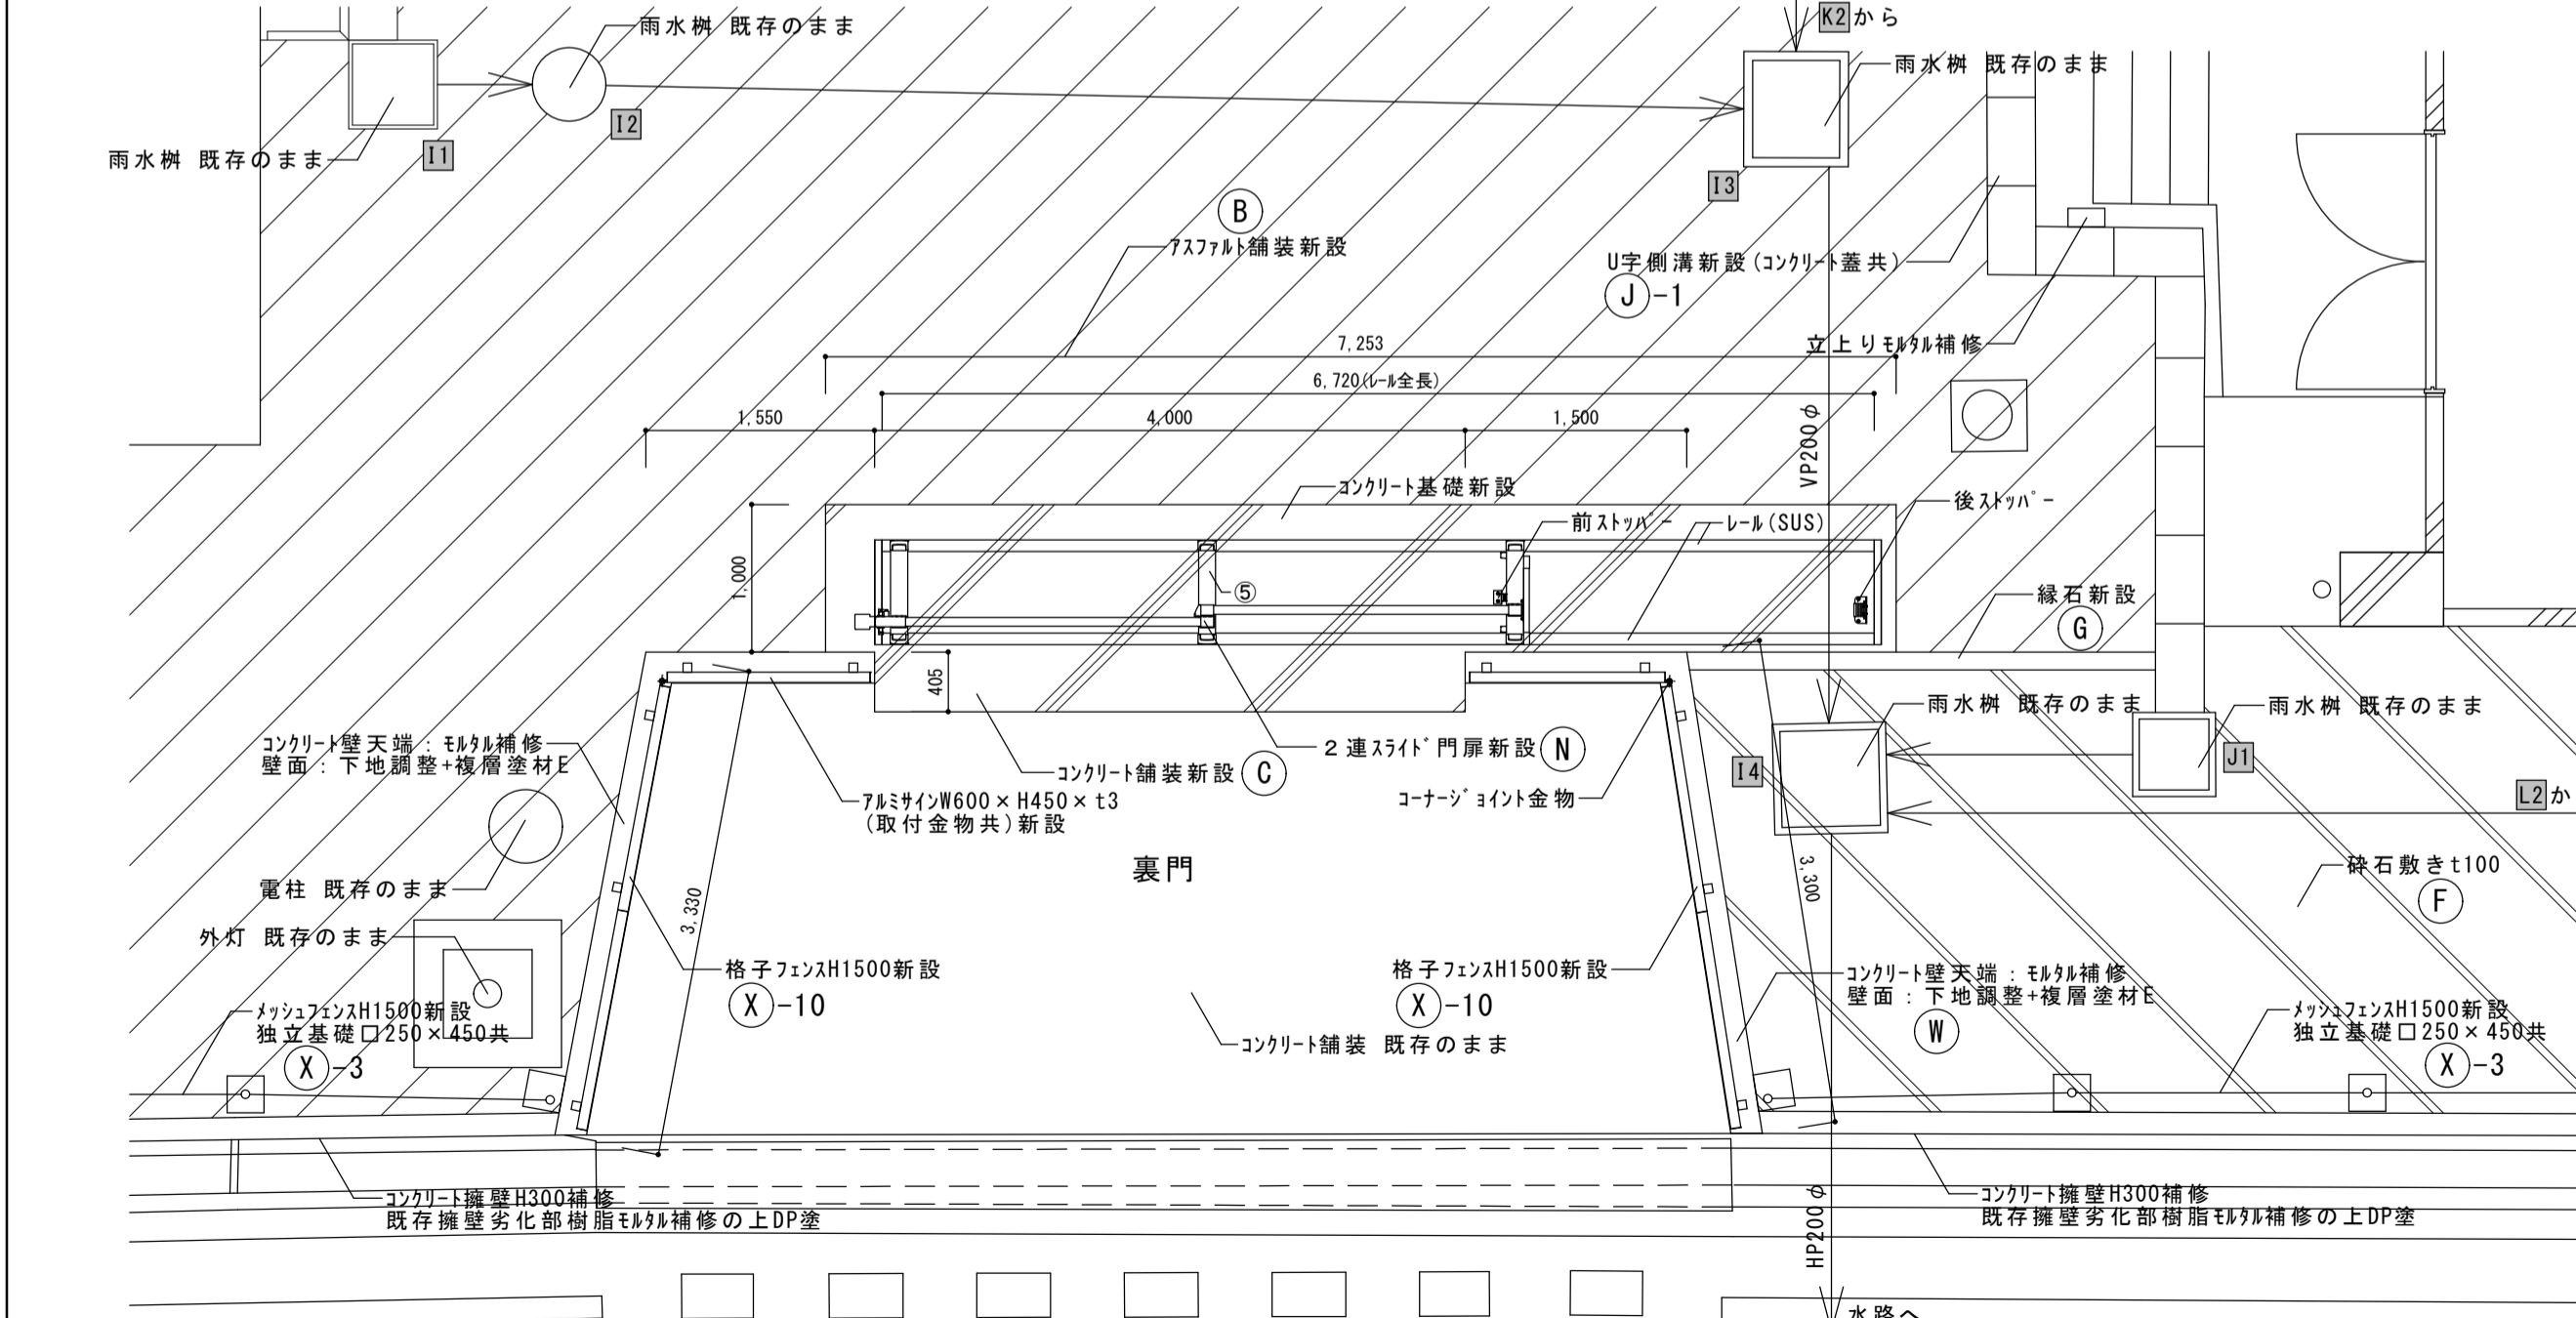 雨水桝 既存のまま
K2から
雨水桝 既存のまま
I2
雨水桝 既存のまま
I1
I3
B
アスファルト舗装新設
U字側溝新設(コンクリート蓋共)
J-1
7,253
立上りモルタル補修
6,720(レール全長)
1,550
4,000
1,500
VP200φ
コンクリート基礎新設
前ストッパー
レール(SUS)
後ストッパー
1,000
⑤
縁石新設
G
405
雨水桝 既存のまま
雨水桝 既存のまま
コンクリート壁天端：モルタル補修
壁面：下地調整+複層塗材E
2連スライド門扉新設 N
コンクリート舗装新設 C
I4
J1
アルミサインW600×H450×t3
(取付金物共)新設
コーナージョイント金物
L2か
裏門
3,330
3,300
砕石敷きt100
F
電柱 既存のまま
外灯 既存のまま
格子フェンスH1500新設
X-10
格子フェンスH1500新設
X-10
コンクリート壁天端：モルタル補修
壁面：下地調整+複層塗材E
W
メッシュフェンスH1500新設
独立基礎口250×450共
X-3
メッシュフェンスH1500新設
独立基礎口250×450共
X-3
コンクリート舗装 既存のまま
コンクリート擁壁H300補修
既存擁壁劣化部樹脂モルタル補修の上DP塗
コンクリート擁壁H300補修
既存擁壁劣化部樹脂モルタル補修の上DP塗
HP200φ
水路へ